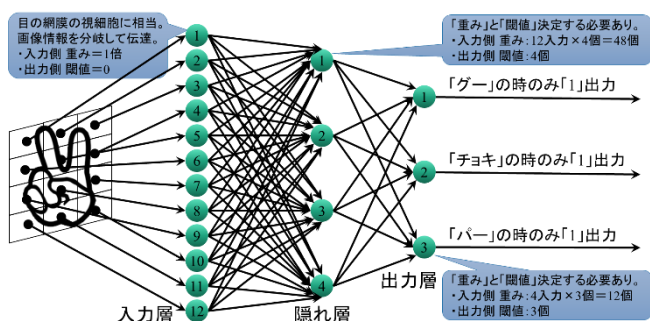 目の網膜の視細胞に相当。
画像情報を分岐して伝達。
・入力側 重み=1倍
・出力側 閾値=0
「重み」と「閾値」決定する必要あり。
・入力側 重み:12入力×4個=48個
・出力側 閾値:4個
1
2
3
4
5
6
7
8
9
10
11
12
入力層
1
2
3
4
隠れ層
1
2
3
出力層
「グー」の時のみ「1」出力
「チョキ」の時のみ「1」出力
「パー」の時のみ「1」出力
「重み」と「閾値」決定する必要あり。
・入力側 重み:4入力×3個=12個
・出力側 閾値:3個